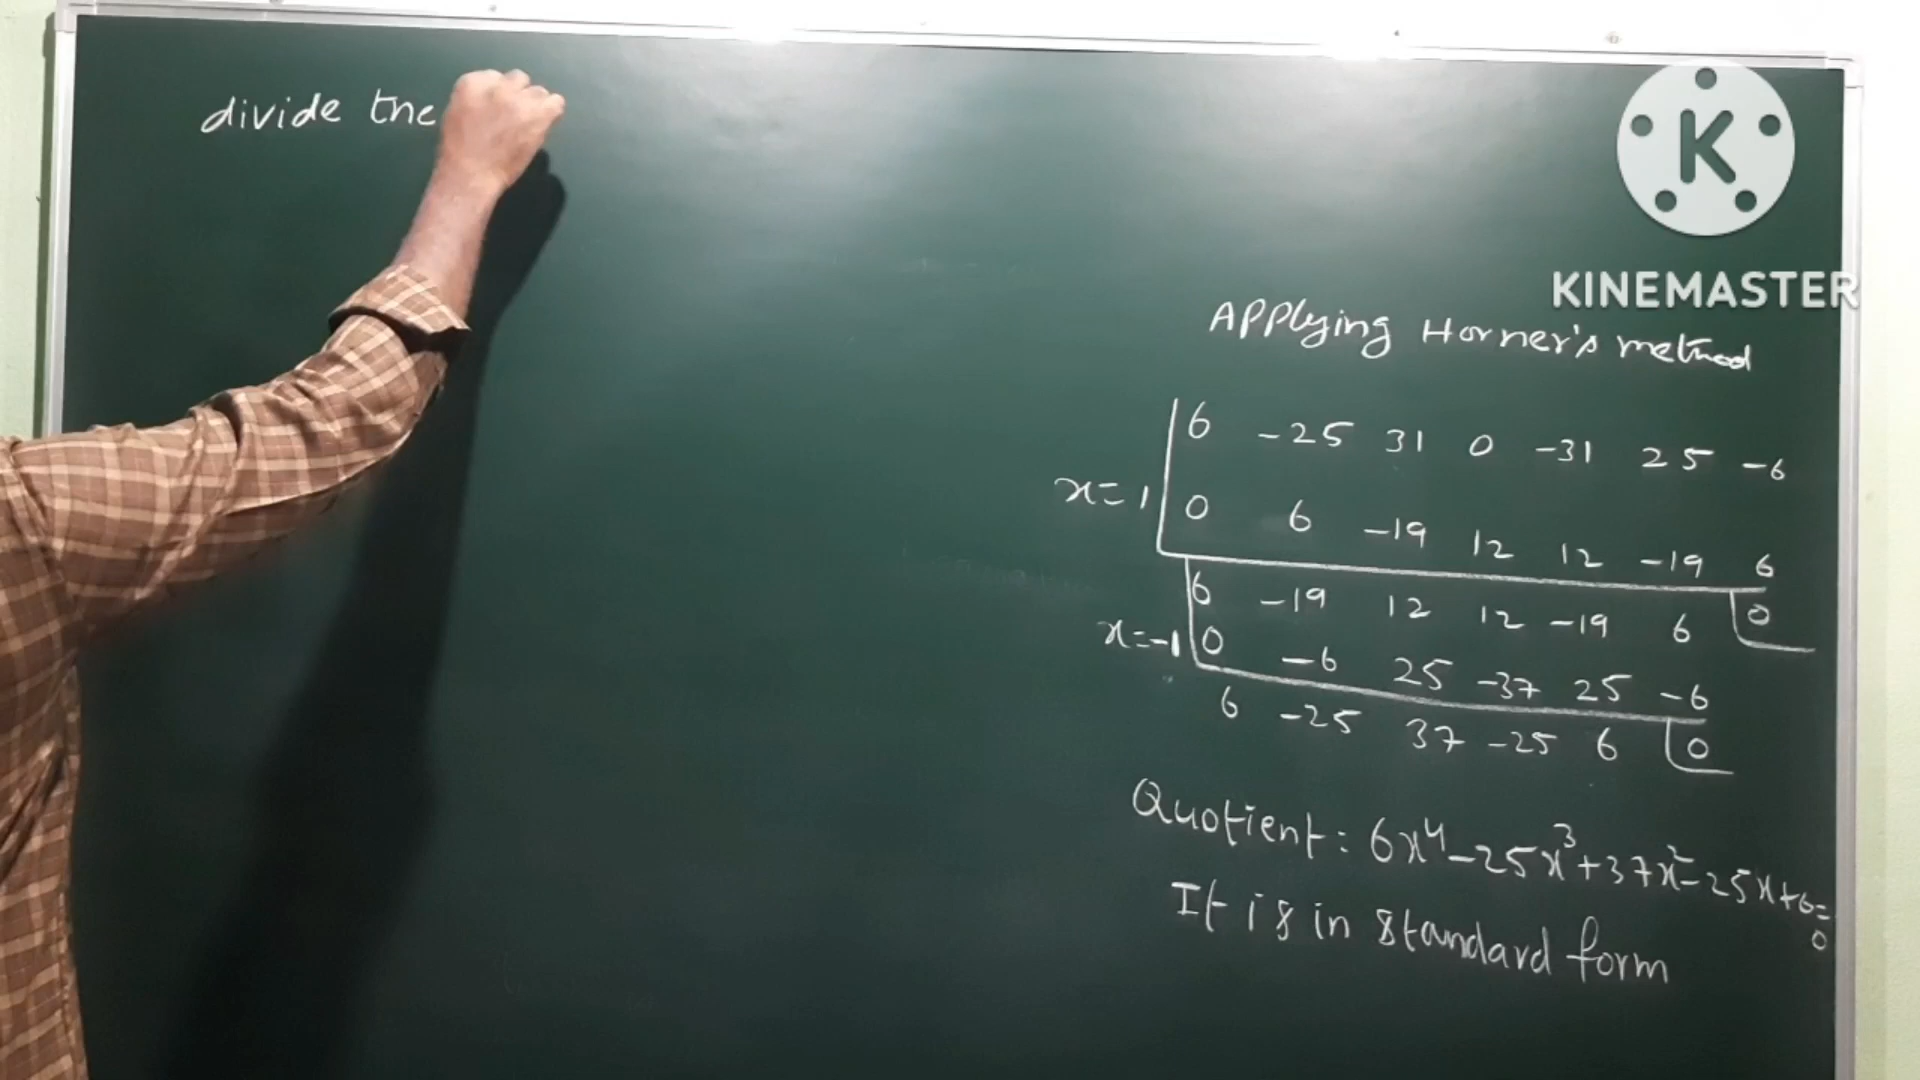 divide the
K
KINEMASTER
Applying Horner's method
6 -25 31 0 -31 25 -6
x=1 0 6 -19 12 12 -19 6
6 -19 12 12 -19 6 0
x=-1 0 -6 25 -37 25 -6
6 -25 37 -25 6 0
Quotient: 6x⁴-25x³+37x²-25x+6=
0
It is in standard form